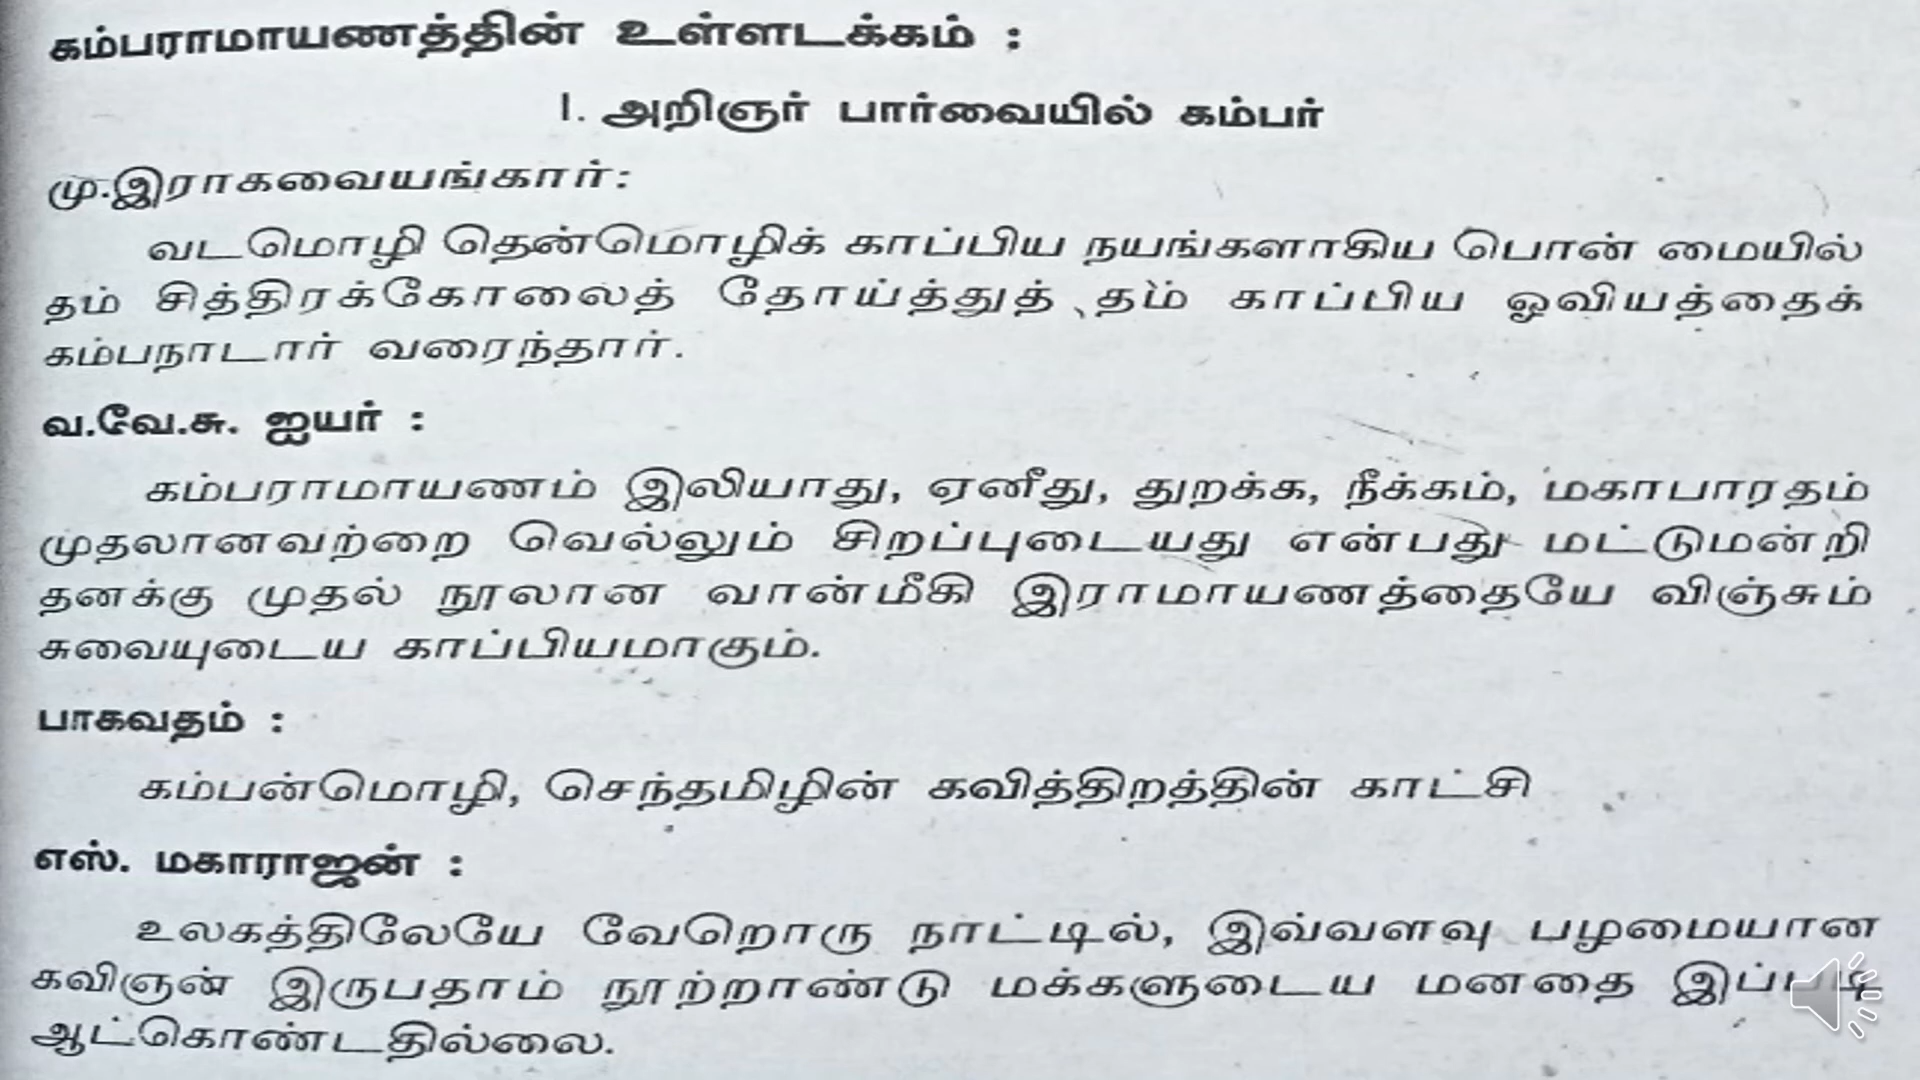 கம்பராமாயணத்தின் உள்ளடக்கம் :
I. அறிஞர் பார்வையில் கம்பர்
மு.இராகவையங்கார்:
வடமொழி தென்மொழிக் காப்பிய நயங்களாகிய பொன் மையில்
தம் சித்திரக்கோலைத் தோய்த்துத் தம் காப்பிய ஓவியத்தைக்
கம்பநாடார் வரைந்தார்.
வ.வே.சு. ஐயர் :
கம்பராமாயணம் இலியாது, ஏனீது, துறக்க, நீக்கம், மகாபாரதம்
முதலானவற்றை வெல்லும் சிறப்புடையது என்பது மட்டுமன்றி
தனக்கு முதல் நூலான வான்மீகி இராமாயணத்தையே விஞ்சும்
சுவையுடைய காப்பியமாகும்.
பாகவதம் :
கம்பன்மொழி, செந்தமிழின் கவித்திறத்தின் காட்சி
எஸ். மகாராஜன் :
உலகத்திலேயே வேறொரு நாட்டில், இவ்வளவு பழமையான
கவிஞன் இருபதாம் நூற்றாண்டு மக்களுடைய மனதை இப்படி
ஆட்கொண்டதில்லை.